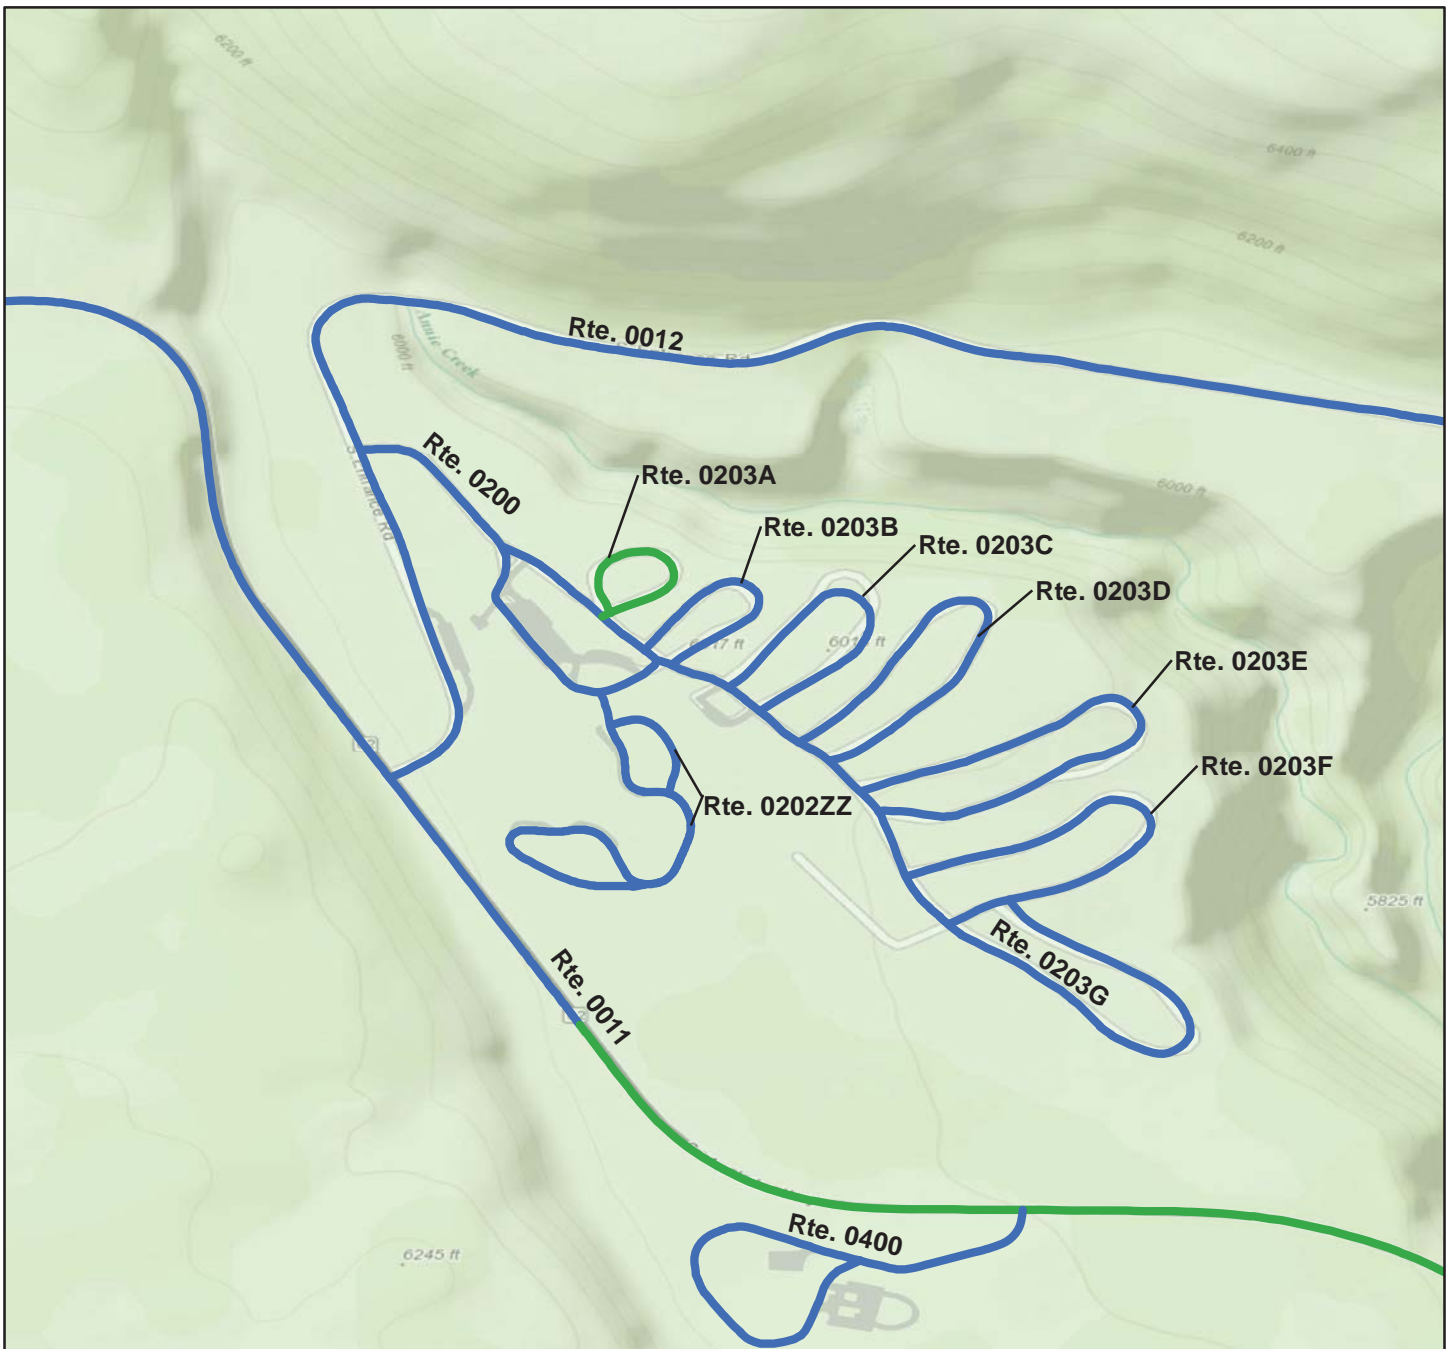 6200 ft
6400 ft
6200 ft
Annie Creek
6000 ft
Rte. 0012
S Entrance Rd
Rte. 0200
Rte. 0203A
6000 ft
Rte. 0203B
Rte. 0203C
Rte. 0203D
Rte. 0203E
Rte. 0203F
Rte. 0202ZZ
5825 ft
Rte. 0203G
Rte. 0011
Rte. 0400
6245 ft